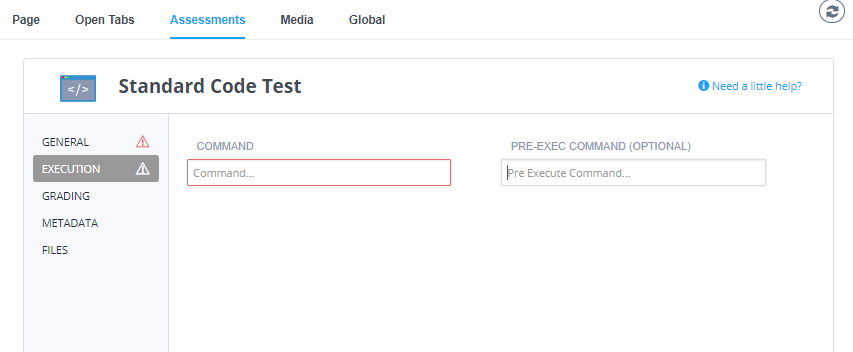 Page Open Tabs Assessments Media Global
</> Standard Code Test Need a little help?
GENERAL
EXECUTION
GRADING
METADATA
FILES
COMMAND PRE-EXEC COMMAND (OPTIONAL)
Command... Pre Execute Command...